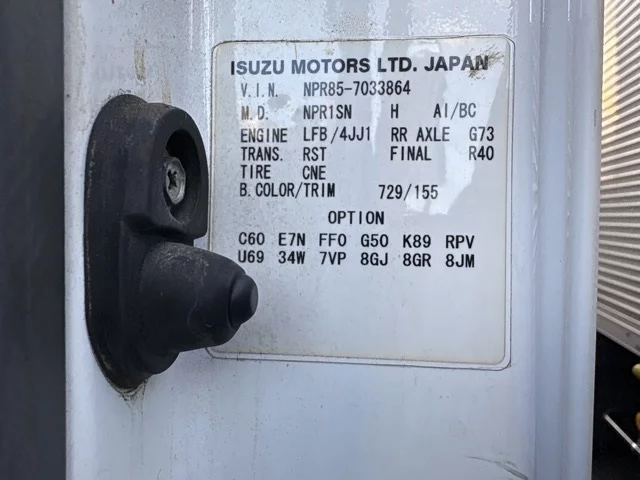 ISUZU MOTORS LTD. JAPAN
V.I.N. NPR85-7033864
M.D. NPR1SN H AI/BC
ENGINE LFB/4JJ1 RR AXLE G73
TRANS. RST FINAL R40
TIRE CNE
B.COLOR/TRIM 729/155
OPTION
C60 E7N FF0 G50 K89 RPV
U69 34W 7VP 8GJ 8GR 8JM